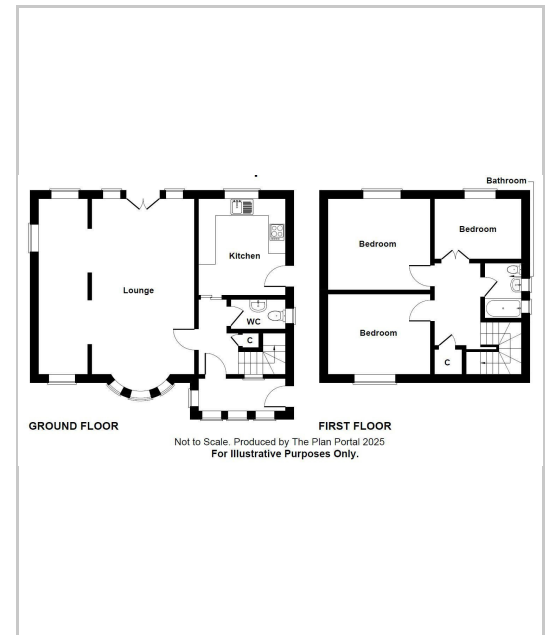 Bathroom
Bedroom
Bedroom
Kitchen
Lounge
WC
Bedroom
C
C
GROUND FLOOR
FIRST FLOOR
Not to Scale. Produced by The Plan Portal 2025
For Illustrative Purposes Only.